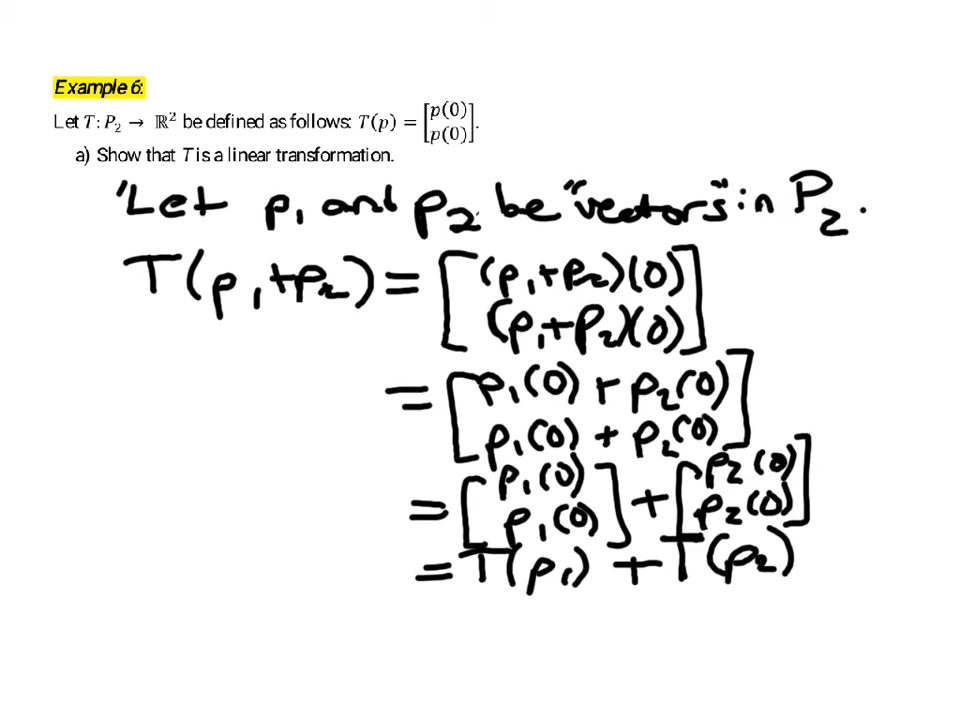 Example 6:
Let T: P₂ → ℝ² be defined as follows: T(p) = [p(0) p(0)].
a) Show that T is a linear transformation.
'Let p₁ and p₂ be "vectors" in P₂.
T(p₁+p₂) = [(p₁+p₂)(0)
(p₁+p₂)(0)]
= [p₁(0) + p₂(0)
p₁(0) + p₂(0)]
= [p₁(0) p₁(0)] + [p₂(0) p₂(0)]
= T(p₁) + T(p₂)